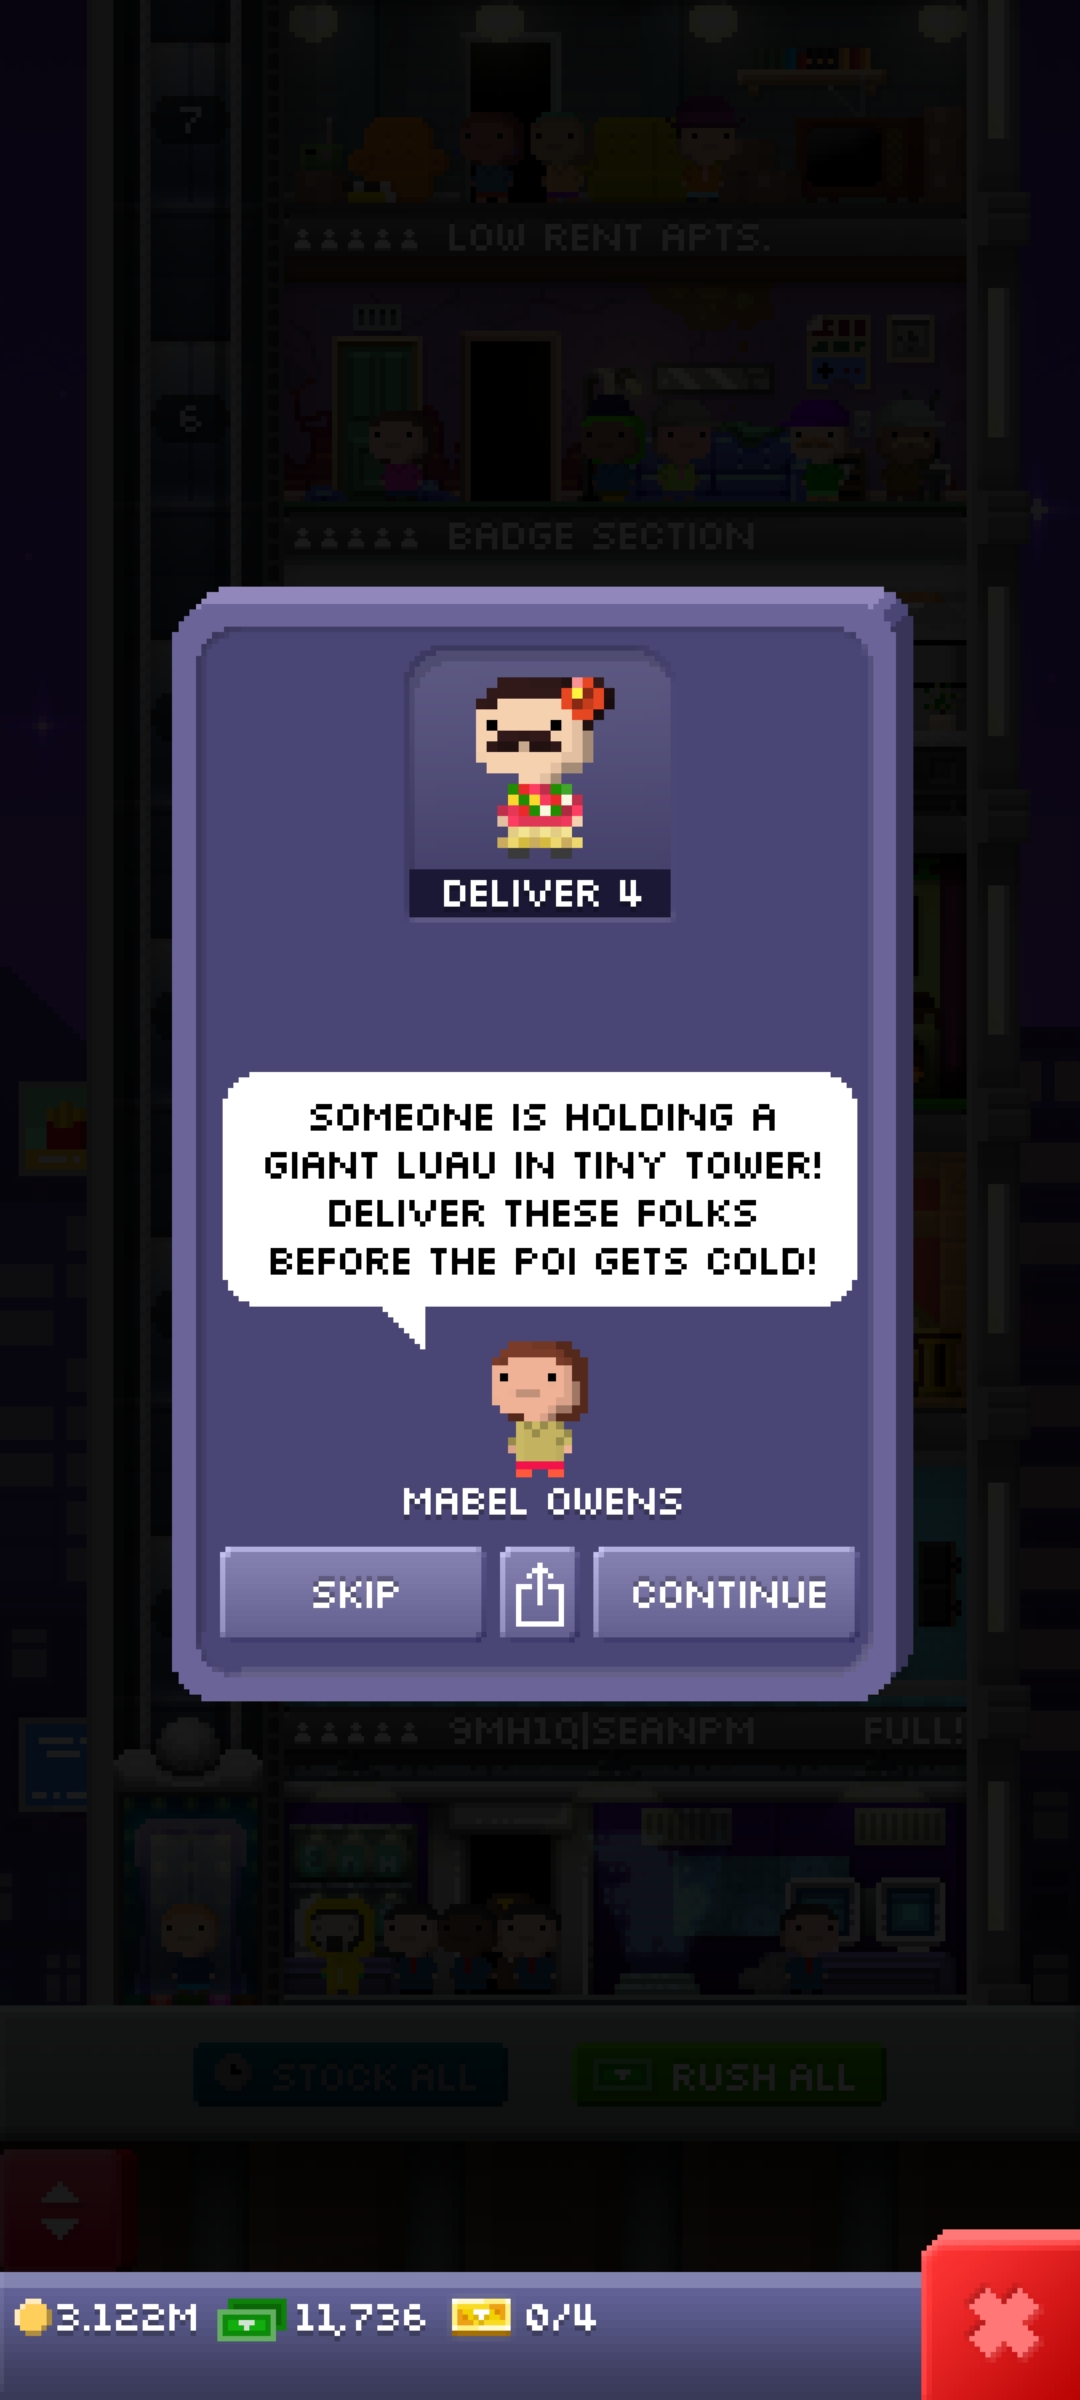 7
LOW RENT APTS.
6
BADGE SECTION
DELIVER 4
SOMEONE IS HOLDING A
GIANT LUAU IN TINY TOWER!
DELIVER THESE FOLKS
BEFORE THE POI GETS COLD!
MABEL OWENS
SKIP
CONTINUE
9MH1Q|SEANPM FULL!
STOCK ALL
RUSH ALL
3.122M 11,736 0/4